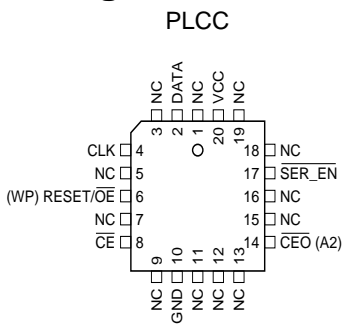 PLCC
NC
DATA
NC
VCC
NC
3
2
1
20
19
CLK 4
NC 5
(WP) RESET/OE 6
NC 7
CE 8
18 NC
17 SER_EN
16 NC
15 NC
14 CEO (A2)
9
10
11
12
13
NC
GND
NC
NC
NC